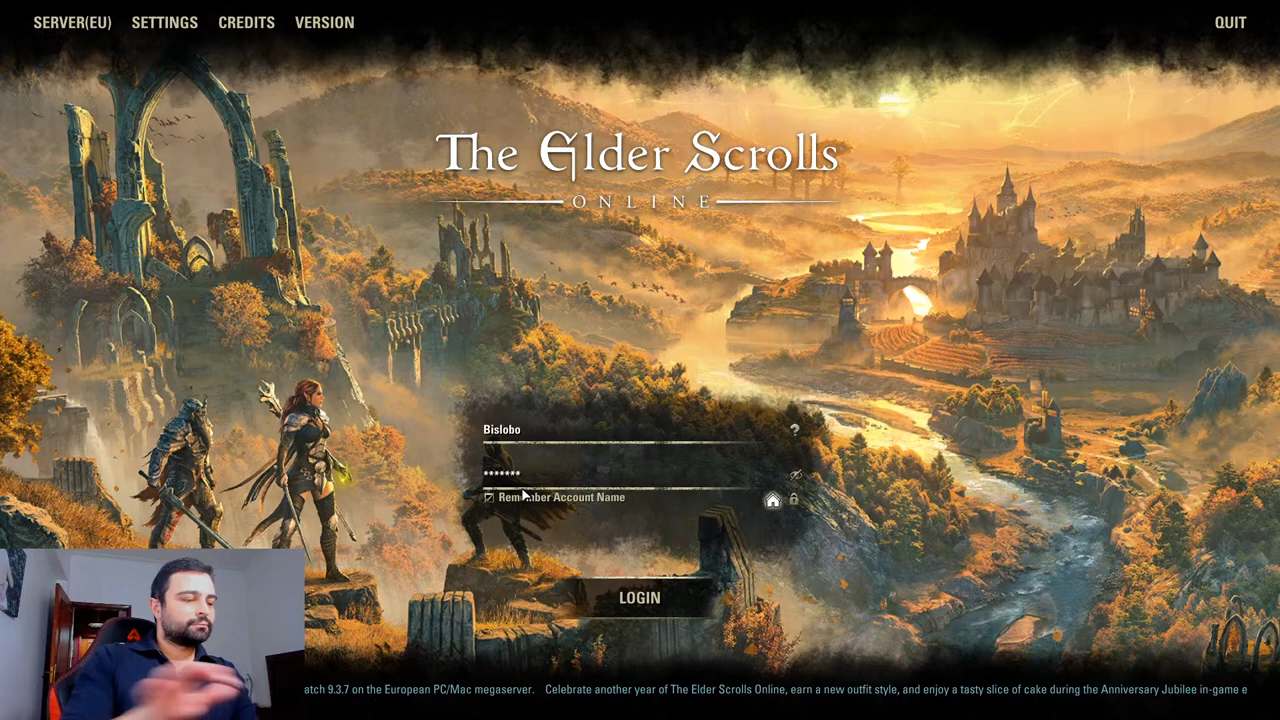 SERVER(EU) SETTINGS CREDITS VERSION QUIT
The Elder Scrolls
ONLINE
Bislobo ?
*******
Remember Account Name
LOGIN
atch 9.3.7 on the European PC/Mac megaserver. Celebrate another year of The Elder Scrolls Online, earn a new outfit style, and enjoy a tasty slice of cake during the Anniversary Jubilee in-game e